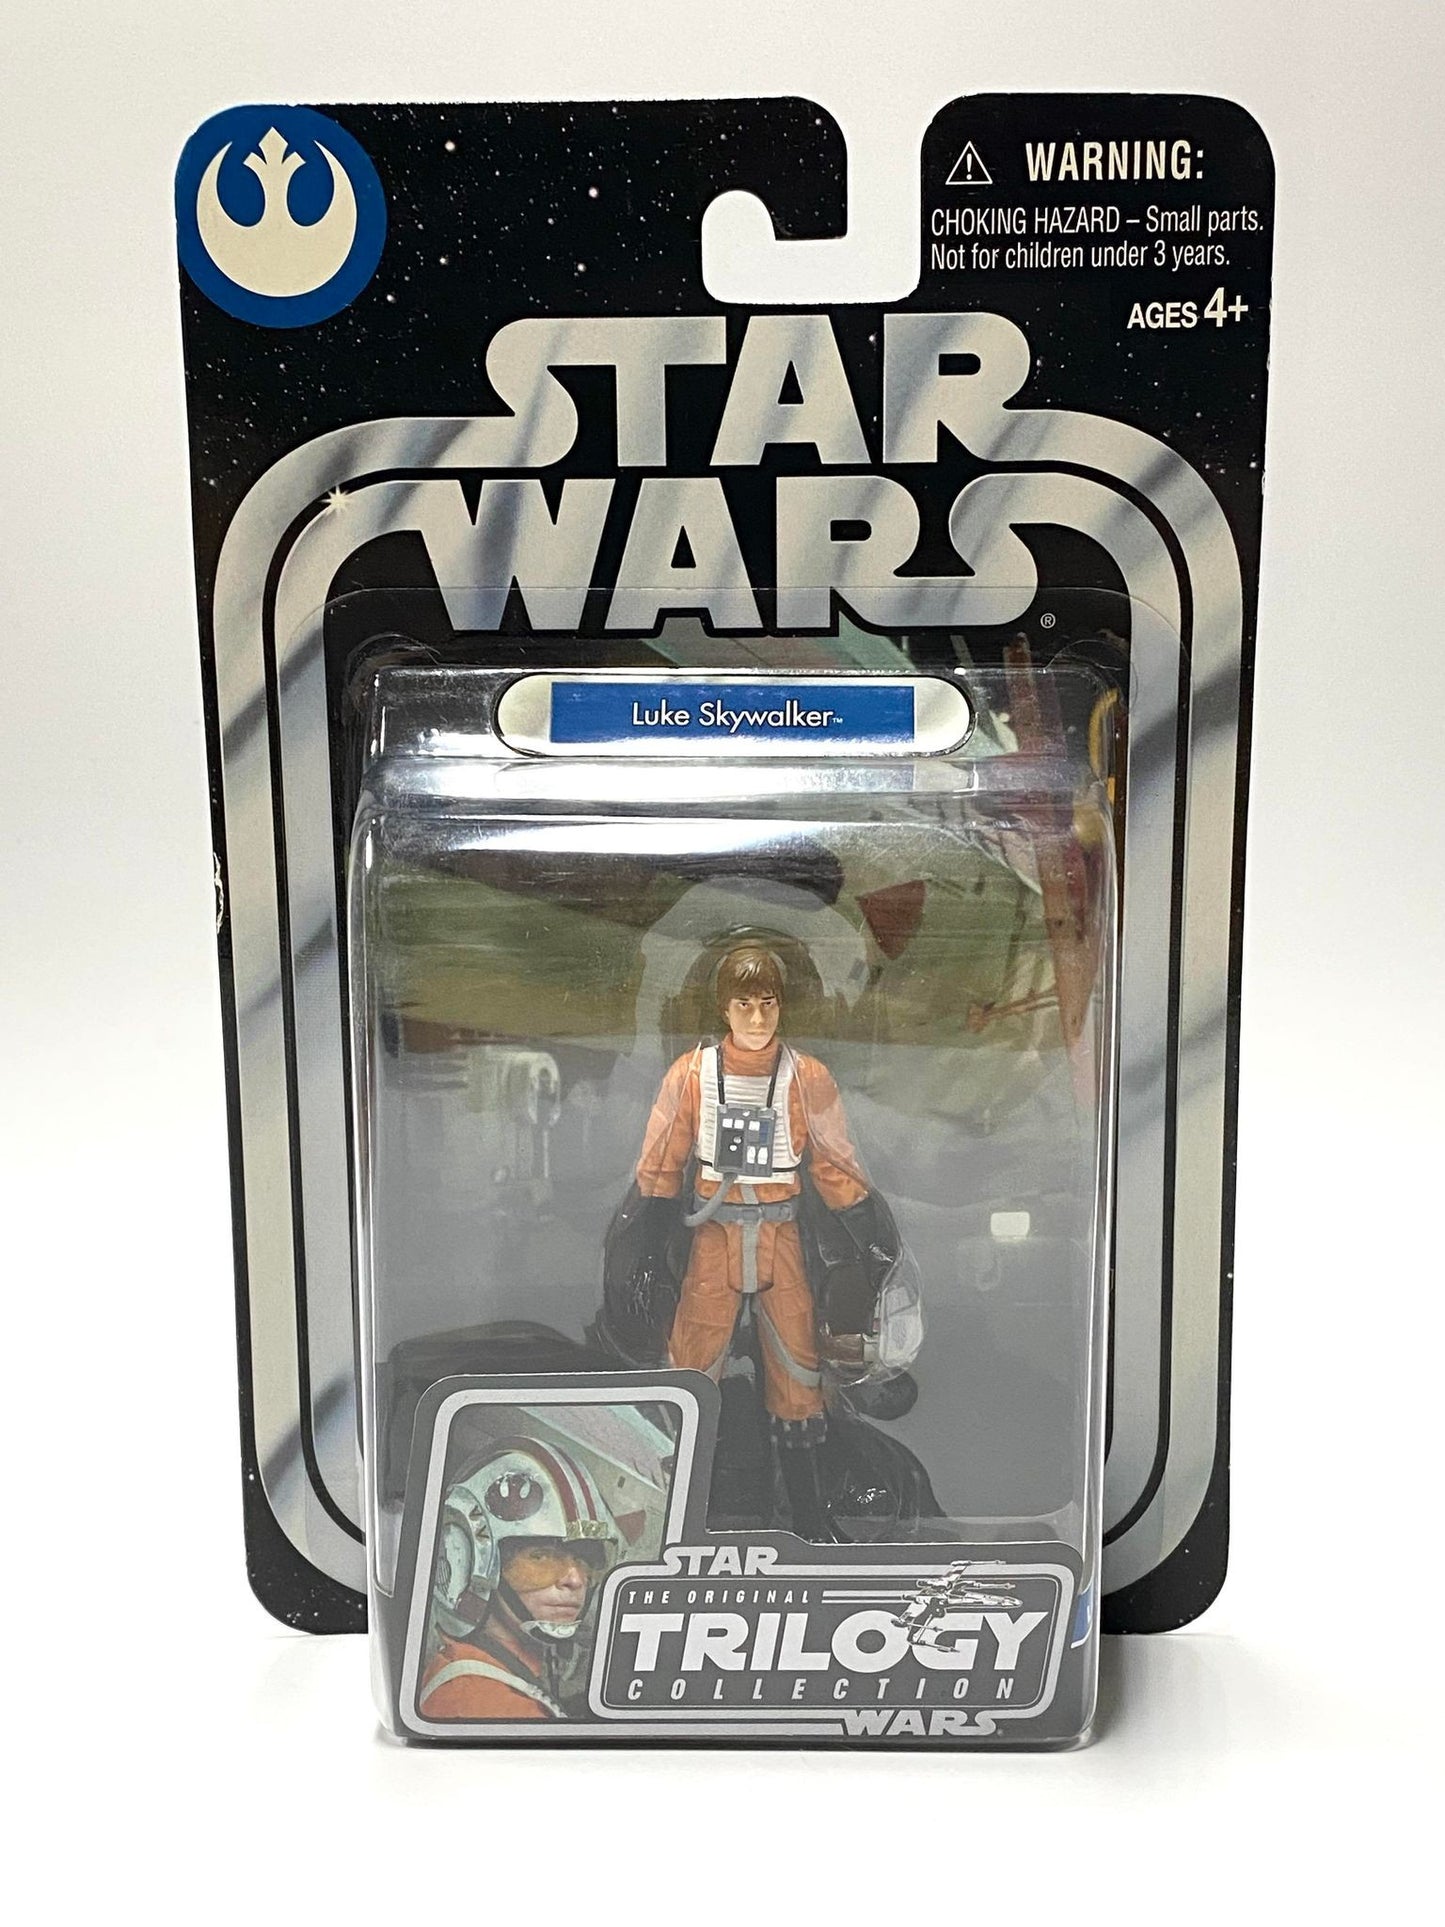 WARNING:
CHOKING HAZARD – Small parts.
Not for children under 3 years.
AGES 4+
STAR
WARS®
Luke Skywalker™
STAR
THE ORIGINAL
TRILOGY
COLLECTION
WARS